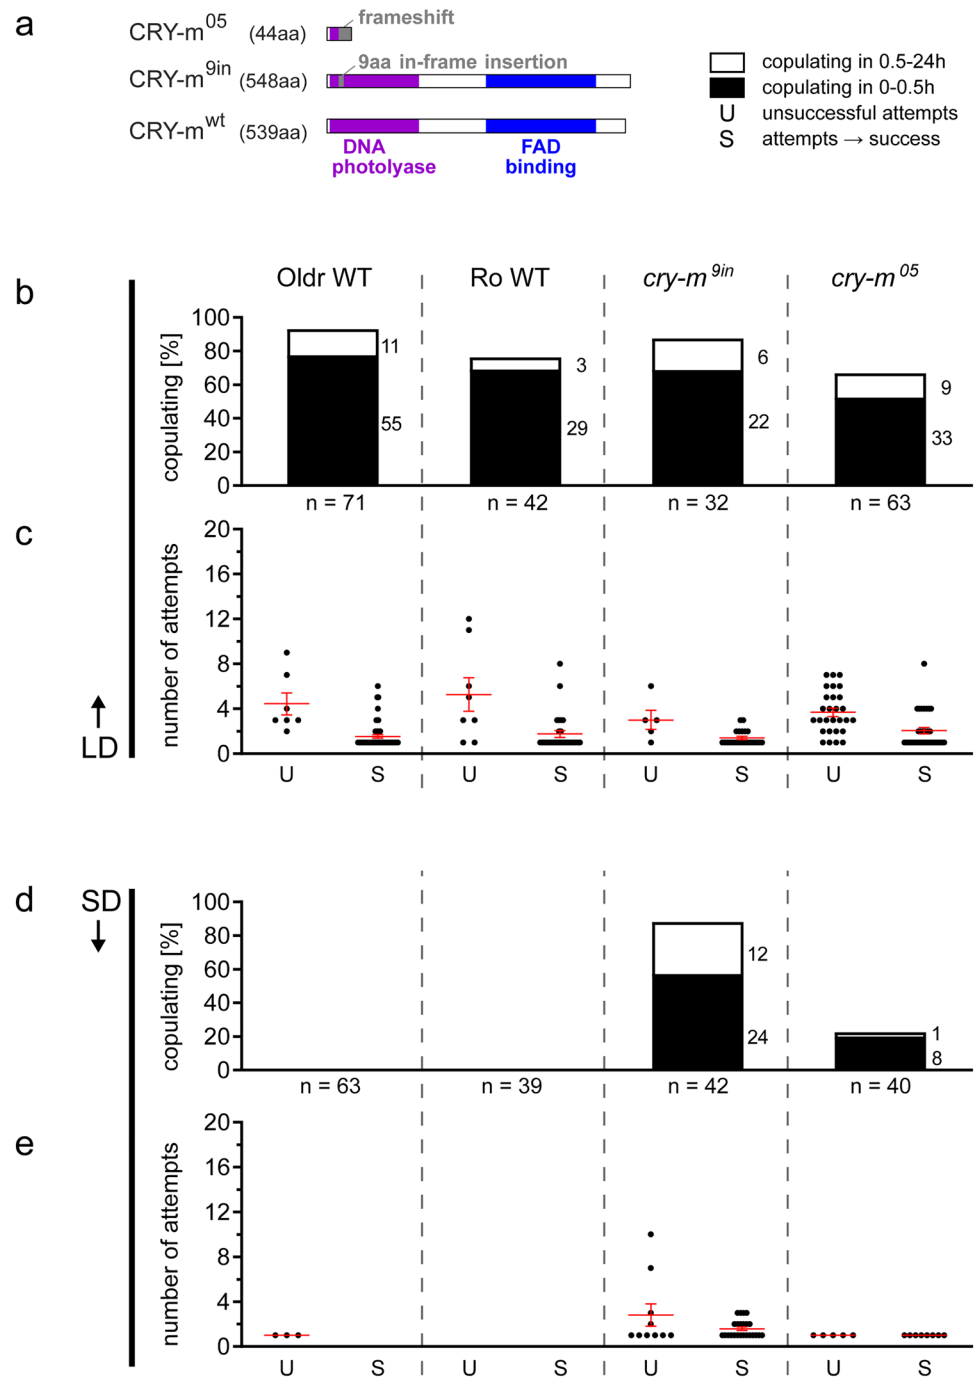 a
CRY-m05 (44aa)
frameshift
CRY-m9in (548aa)
9aa in-frame insertion
CRY-mwt (539aa)
DNA photolyase
FAD binding
copulating in 0.5-24h
copulating in 0-0.5h
U unsuccessful attempts
S attempts → success
b
Oldr WT Ro WT cry-m9in cry-m05
copulating [%]
100
80
60
40
20
0
11
55
3
29
6
22
9
33
n = 71 n = 42 n = 32 n = 63
c
number of attempts
20
16
12
8
4
0
LD
U S U S U S U S
d
SD
copulating [%]
100
80
60
40
20
0
12
24
1
8
n = 63 n = 39 n = 42 n = 40
e
number of attempts
20
16
12
8
4
0
U S U S U S U S